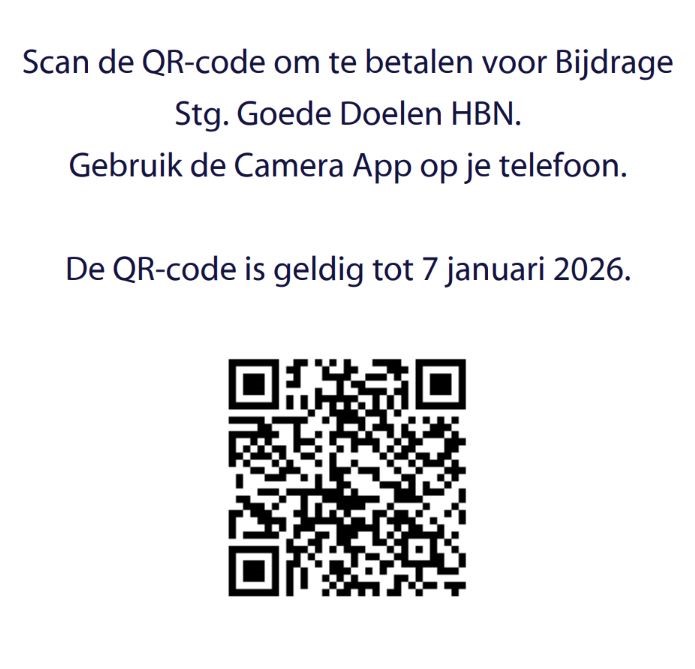 Scan de QR-code om te betalen voor Bijdrage
Stg. Goede Doelen HBN.
Gebruik de Camera App op je telefoon.
De QR-code is geldig tot 7 januari 2026.